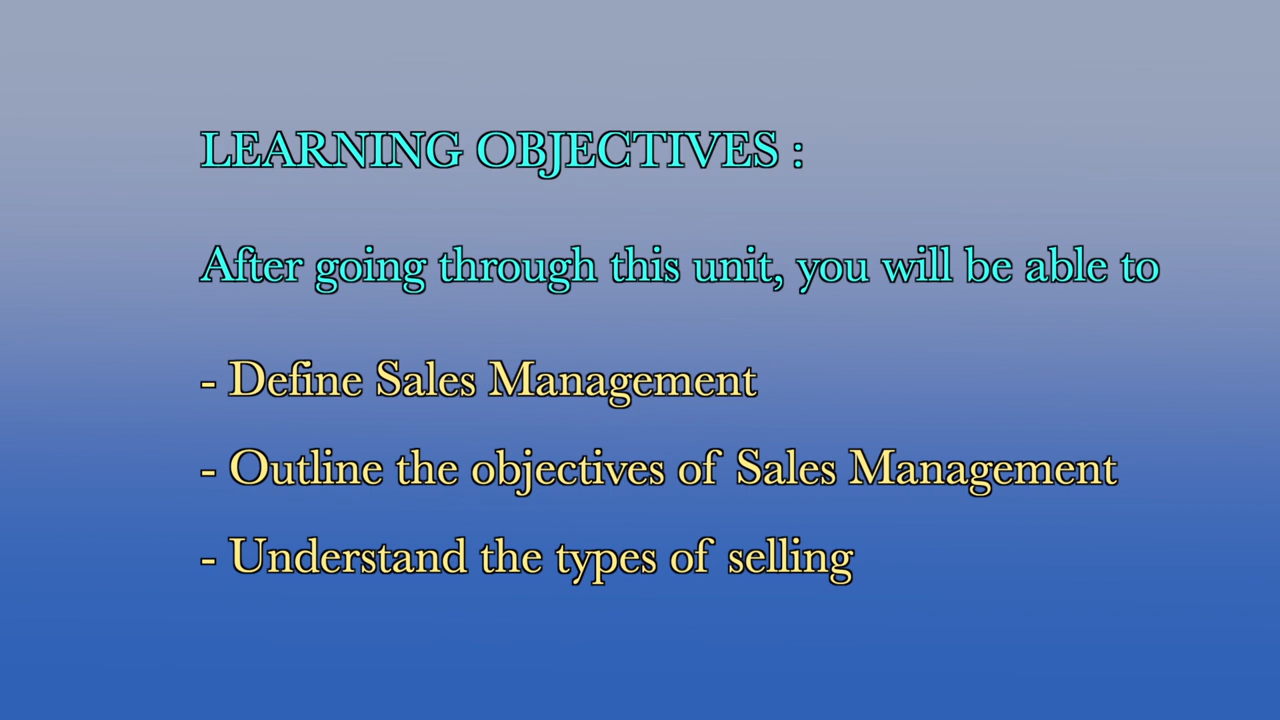 LEARNING OBJECTIVES :
After going through this unit, you will be able to
- Define Sales Management
- Outline the objectives of Sales Management
- Understand the types of selling